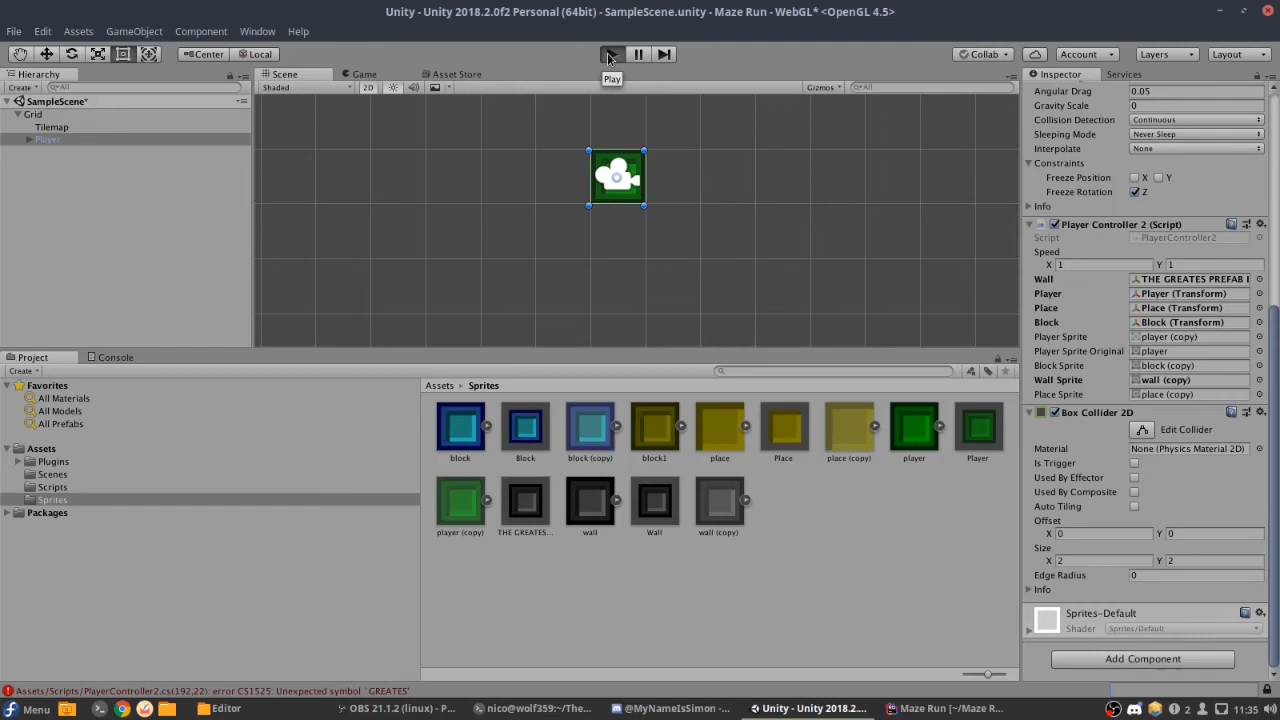 Unity - Unity 2018.2.0f2 Personal (64bit) - SampleScene.unity - Maze Run - WebGL* <OpenGL 4.5>
File Edit Assets GameObject Component Window Help
Center Local Collab Account Layers Layout
Play
Hierarchy
Create All
SampleScene*
Grid
Tilemap
Player
Scene Game Asset Store
Shaded 2D Gizmos All
Inspector Services
Angular Drag 0.05
Gravity Scale 0
Collision Detection Continuous
Sleeping Mode Never Sleep
Interpolate None
Constraints
Freeze Position X Y
Freeze Rotation Z
Info
Player Controller 2 (Script)
Script PlayerController2
Speed
X 1 Y 1
Wall THE GREATES PREFAB I
Player Player (Transform)
Place Place (Transform)
Block Block (Transform)
Player Sprite player (copy)
Player Sprite Original player
Block Sprite block (copy)
Wall Sprite wall (copy)
Place Sprite place (copy)
Box Collider 2D
Edit Collider
Material None (Physics Material 2D)
Is Trigger
Used By Effector
Used By Composite
Auto Tiling
Offset
X 0 Y 0
Size
X 2 Y 2
Edge Radius 0
Info
Sprites-Default
Shader Sprites/Default
Add Component
Project Console
Create
Favorites
All Materials
All Models
All Prefabs
Assets
Plugins
Scenes
Scripts
Sprites
Packages
Assets ▸ Sprites
block Block block (copy) block1 place Place place (copy) player Player
player (copy) THE GREATES... wall Wall wall (copy)
Assets/Scripts/PlayerController2.cs(192,22): error CS1525: Unexpected symbol `GREATES'
Menu Editor OBS 21.1.2 (linux) - P... nico@wolf359:~/The... @MyNameIsSimon - ... Unity - Unity 2018.2.... Maze Run [~/Maze R... 2 11:35